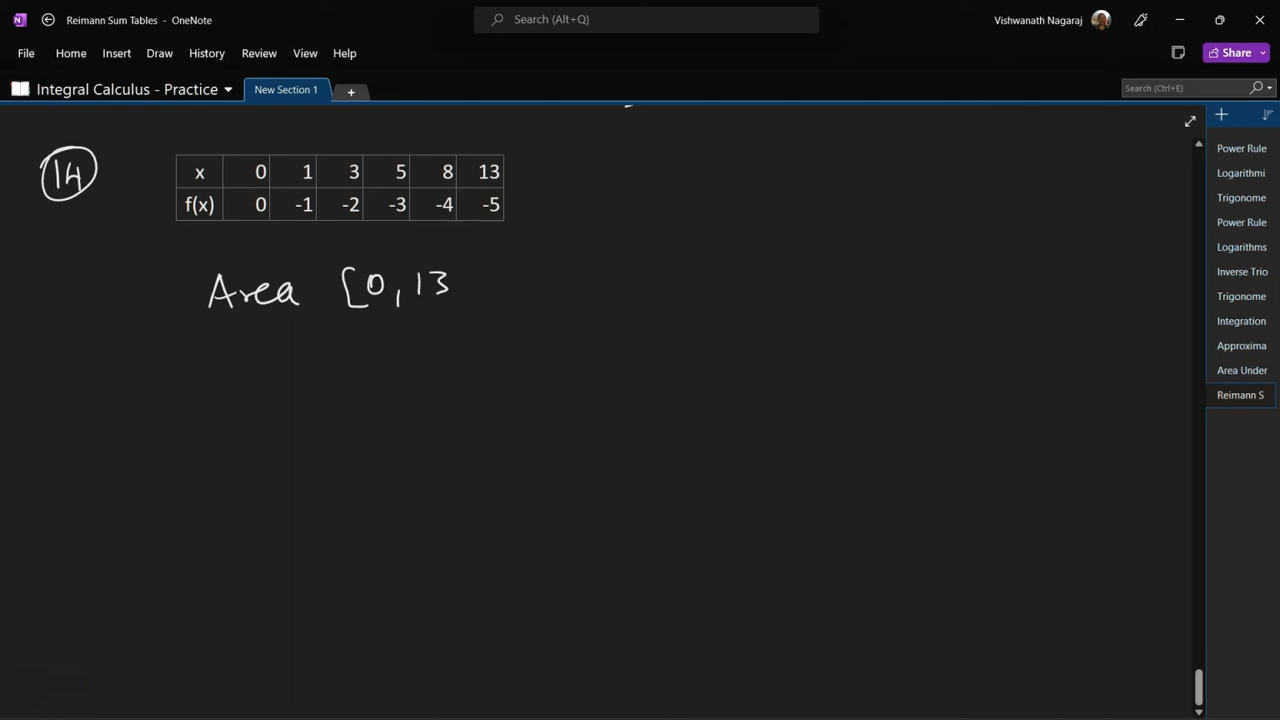 Reimann Sum Tables - OneNote
Search (Alt+Q)
Vishwanath Nagaraj
File Home Insert Draw History Review View Help
Share
Integral Calculus - Practice
New Section 1
+
Search (Ctrl+E)
+
Power Rule
Logarithmi
Trigonome
Power Rule
Logarithms
Inverse Trio
Trigonome
Integration
Approxima
Area Under
Reimann S
14
x 0 1 3 5 8 13
f(x) 0 -1 -2 -3 -4 -5
Area [0,13